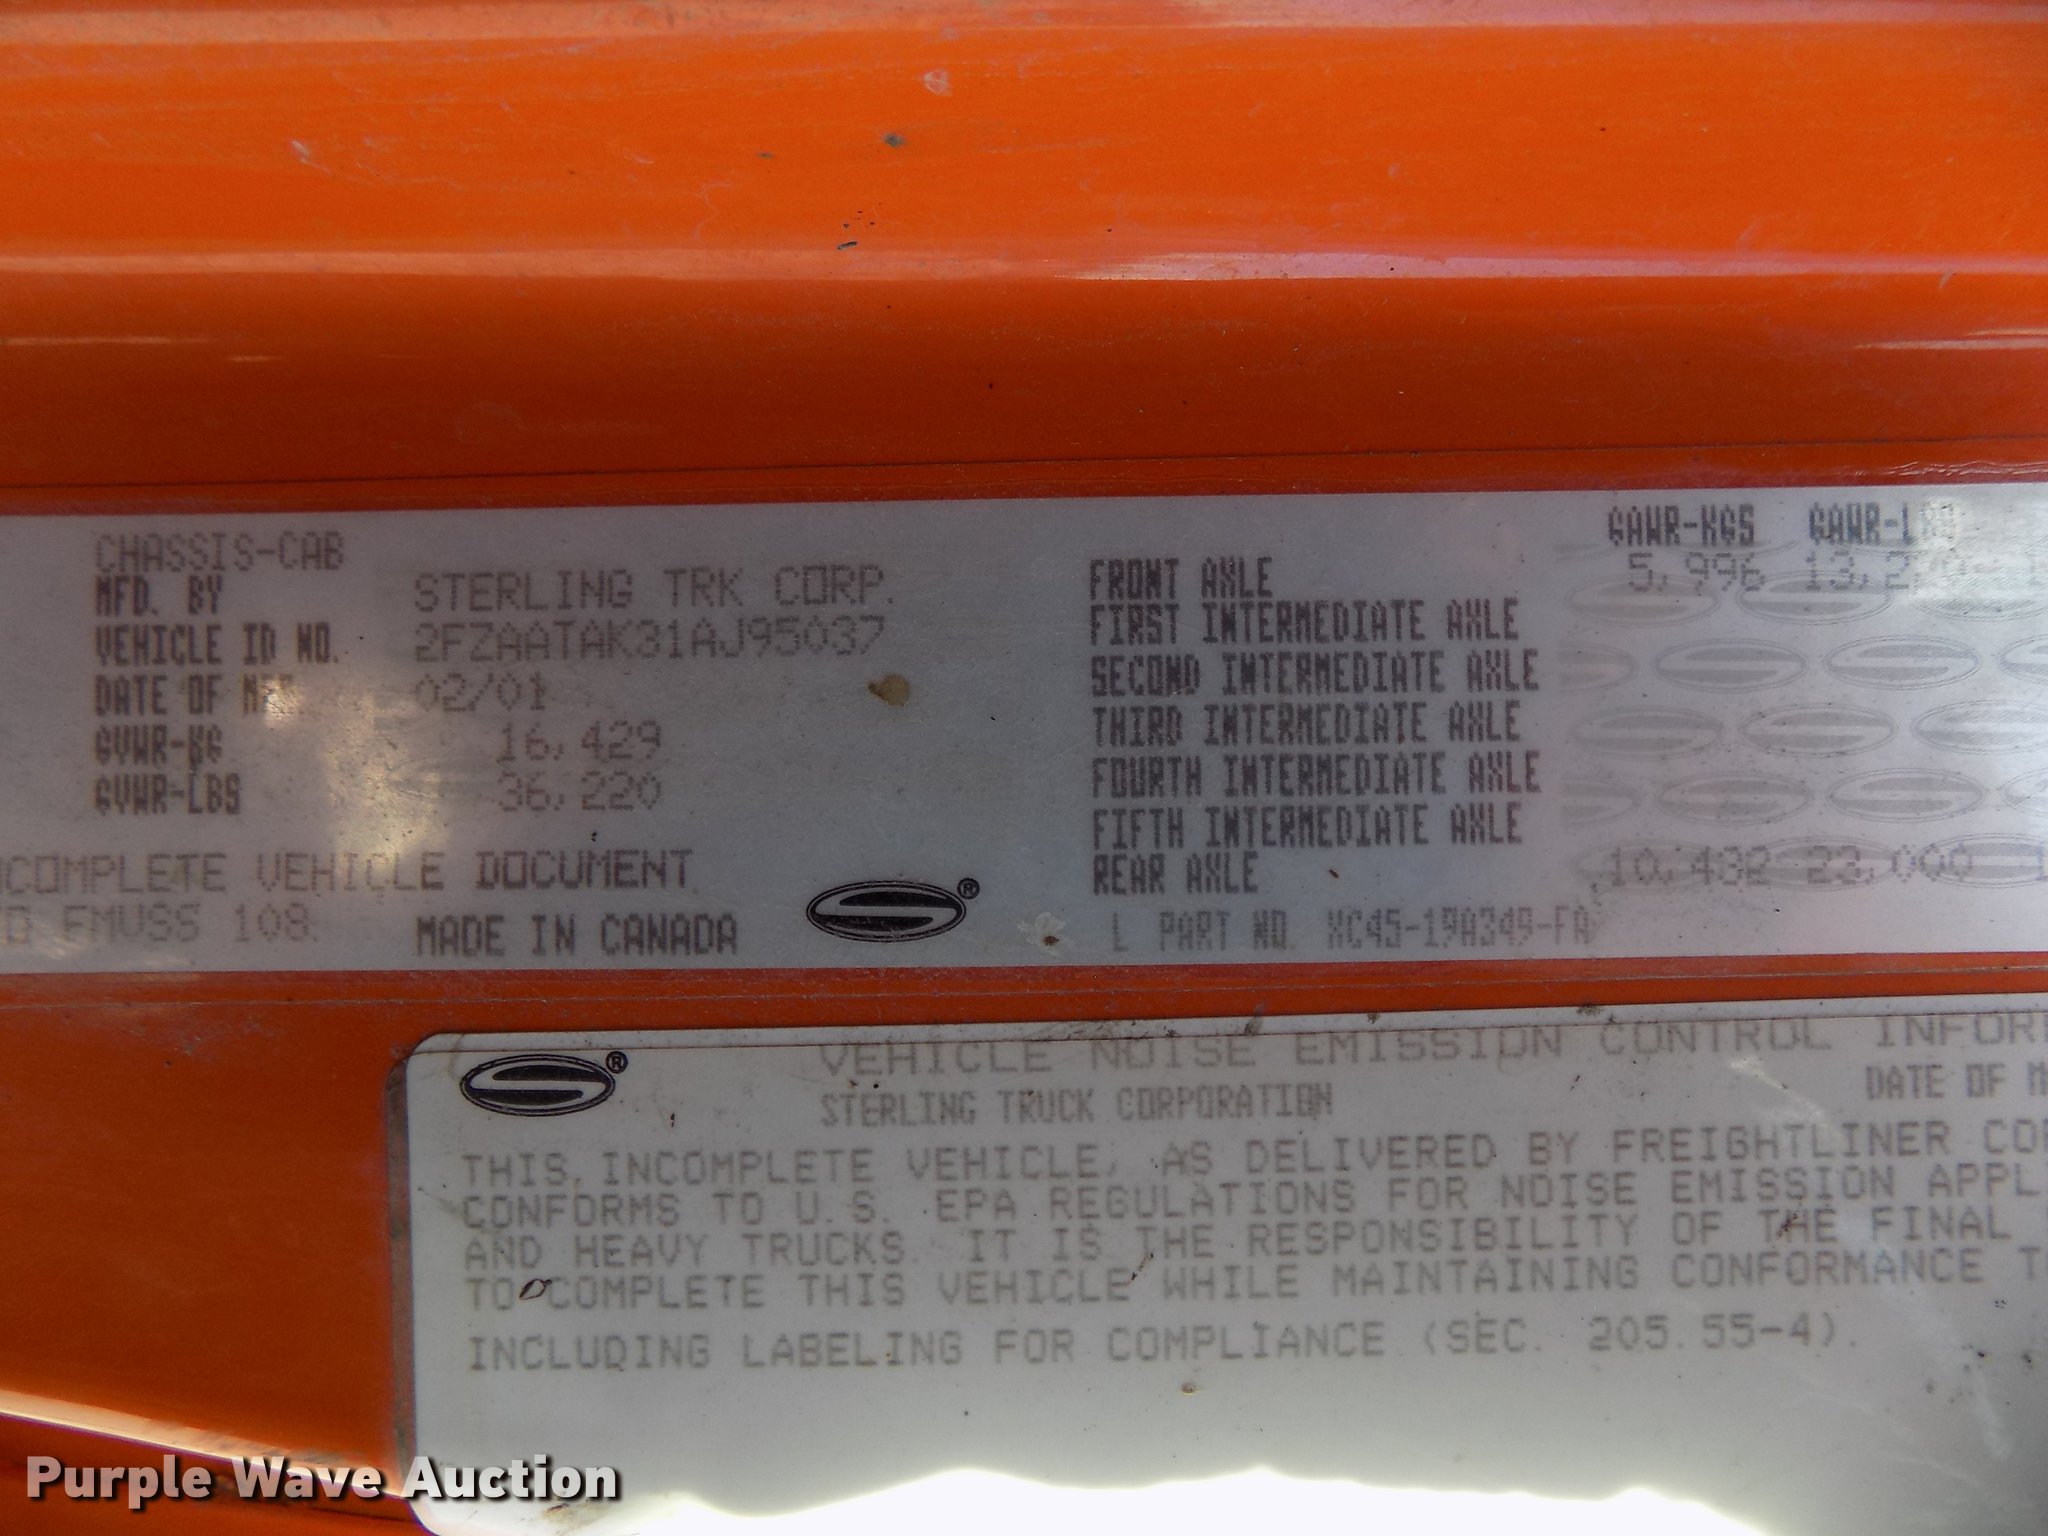 CHASSIS-CAB
MFD. BY STERLING TRK CORP.
VEHICLE ID NO. 2FZAATAK31AJ95037
DATE OF MFR. 02/01
GVWR-KG 16,429
GVWR-LBS 36,220
COMPLETE VEHICLE DOCUMENT
FMVSS 108.
MADE IN CANADA
®
GAWR-KGS GAWR-LBS
FRONT AXLE 5,996 13,220
FIRST INTERMEDIATE AXLE
SECOND INTERMEDIATE AXLE
THIRD INTERMEDIATE AXLE
FOURTH INTERMEDIATE AXLE
FIFTH INTERMEDIATE AXLE
REAR AXLE 10,432 23,000
L PART NO. XC45-19A349-FA
®
VEHICLE NOISE EMISSION CONTROL INFOR
STERLING TRUCK CORPORATION
DATE OF M
THIS INCOMPLETE VEHICLE, AS DELIVERED BY FREIGHTLINER COR
CONFORMS TO U.S. EPA REGULATIONS FOR NOISE EMISSION APPL
AND HEAVY TRUCKS. IT IS THE RESPONSIBILITY OF THE FINAL
TO COMPLETE THIS VEHICLE WHILE MAINTAINING CONFORMANCE T
INCLUDING LABELING FOR COMPLIANCE (SEC. 205.55-4).
Purple Wave Auction